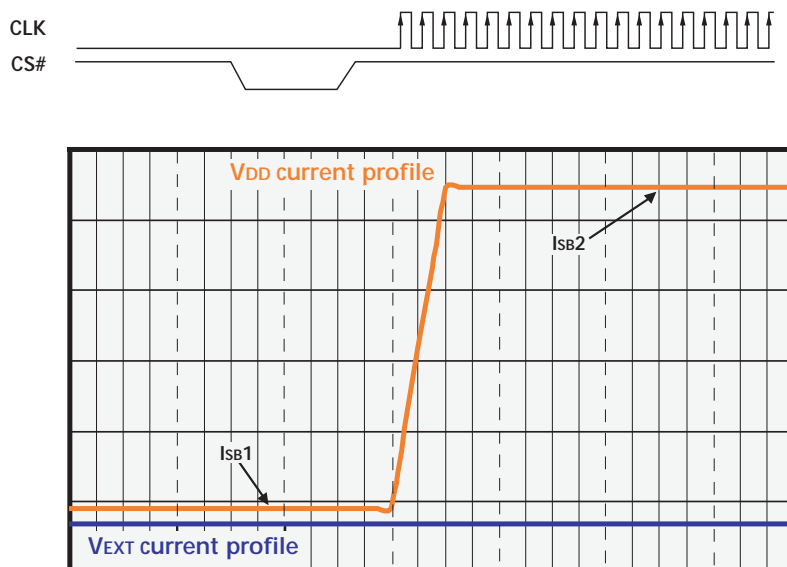 CLK
CS#
VDD current profile
ISB2
ISB1
VEXT current profile